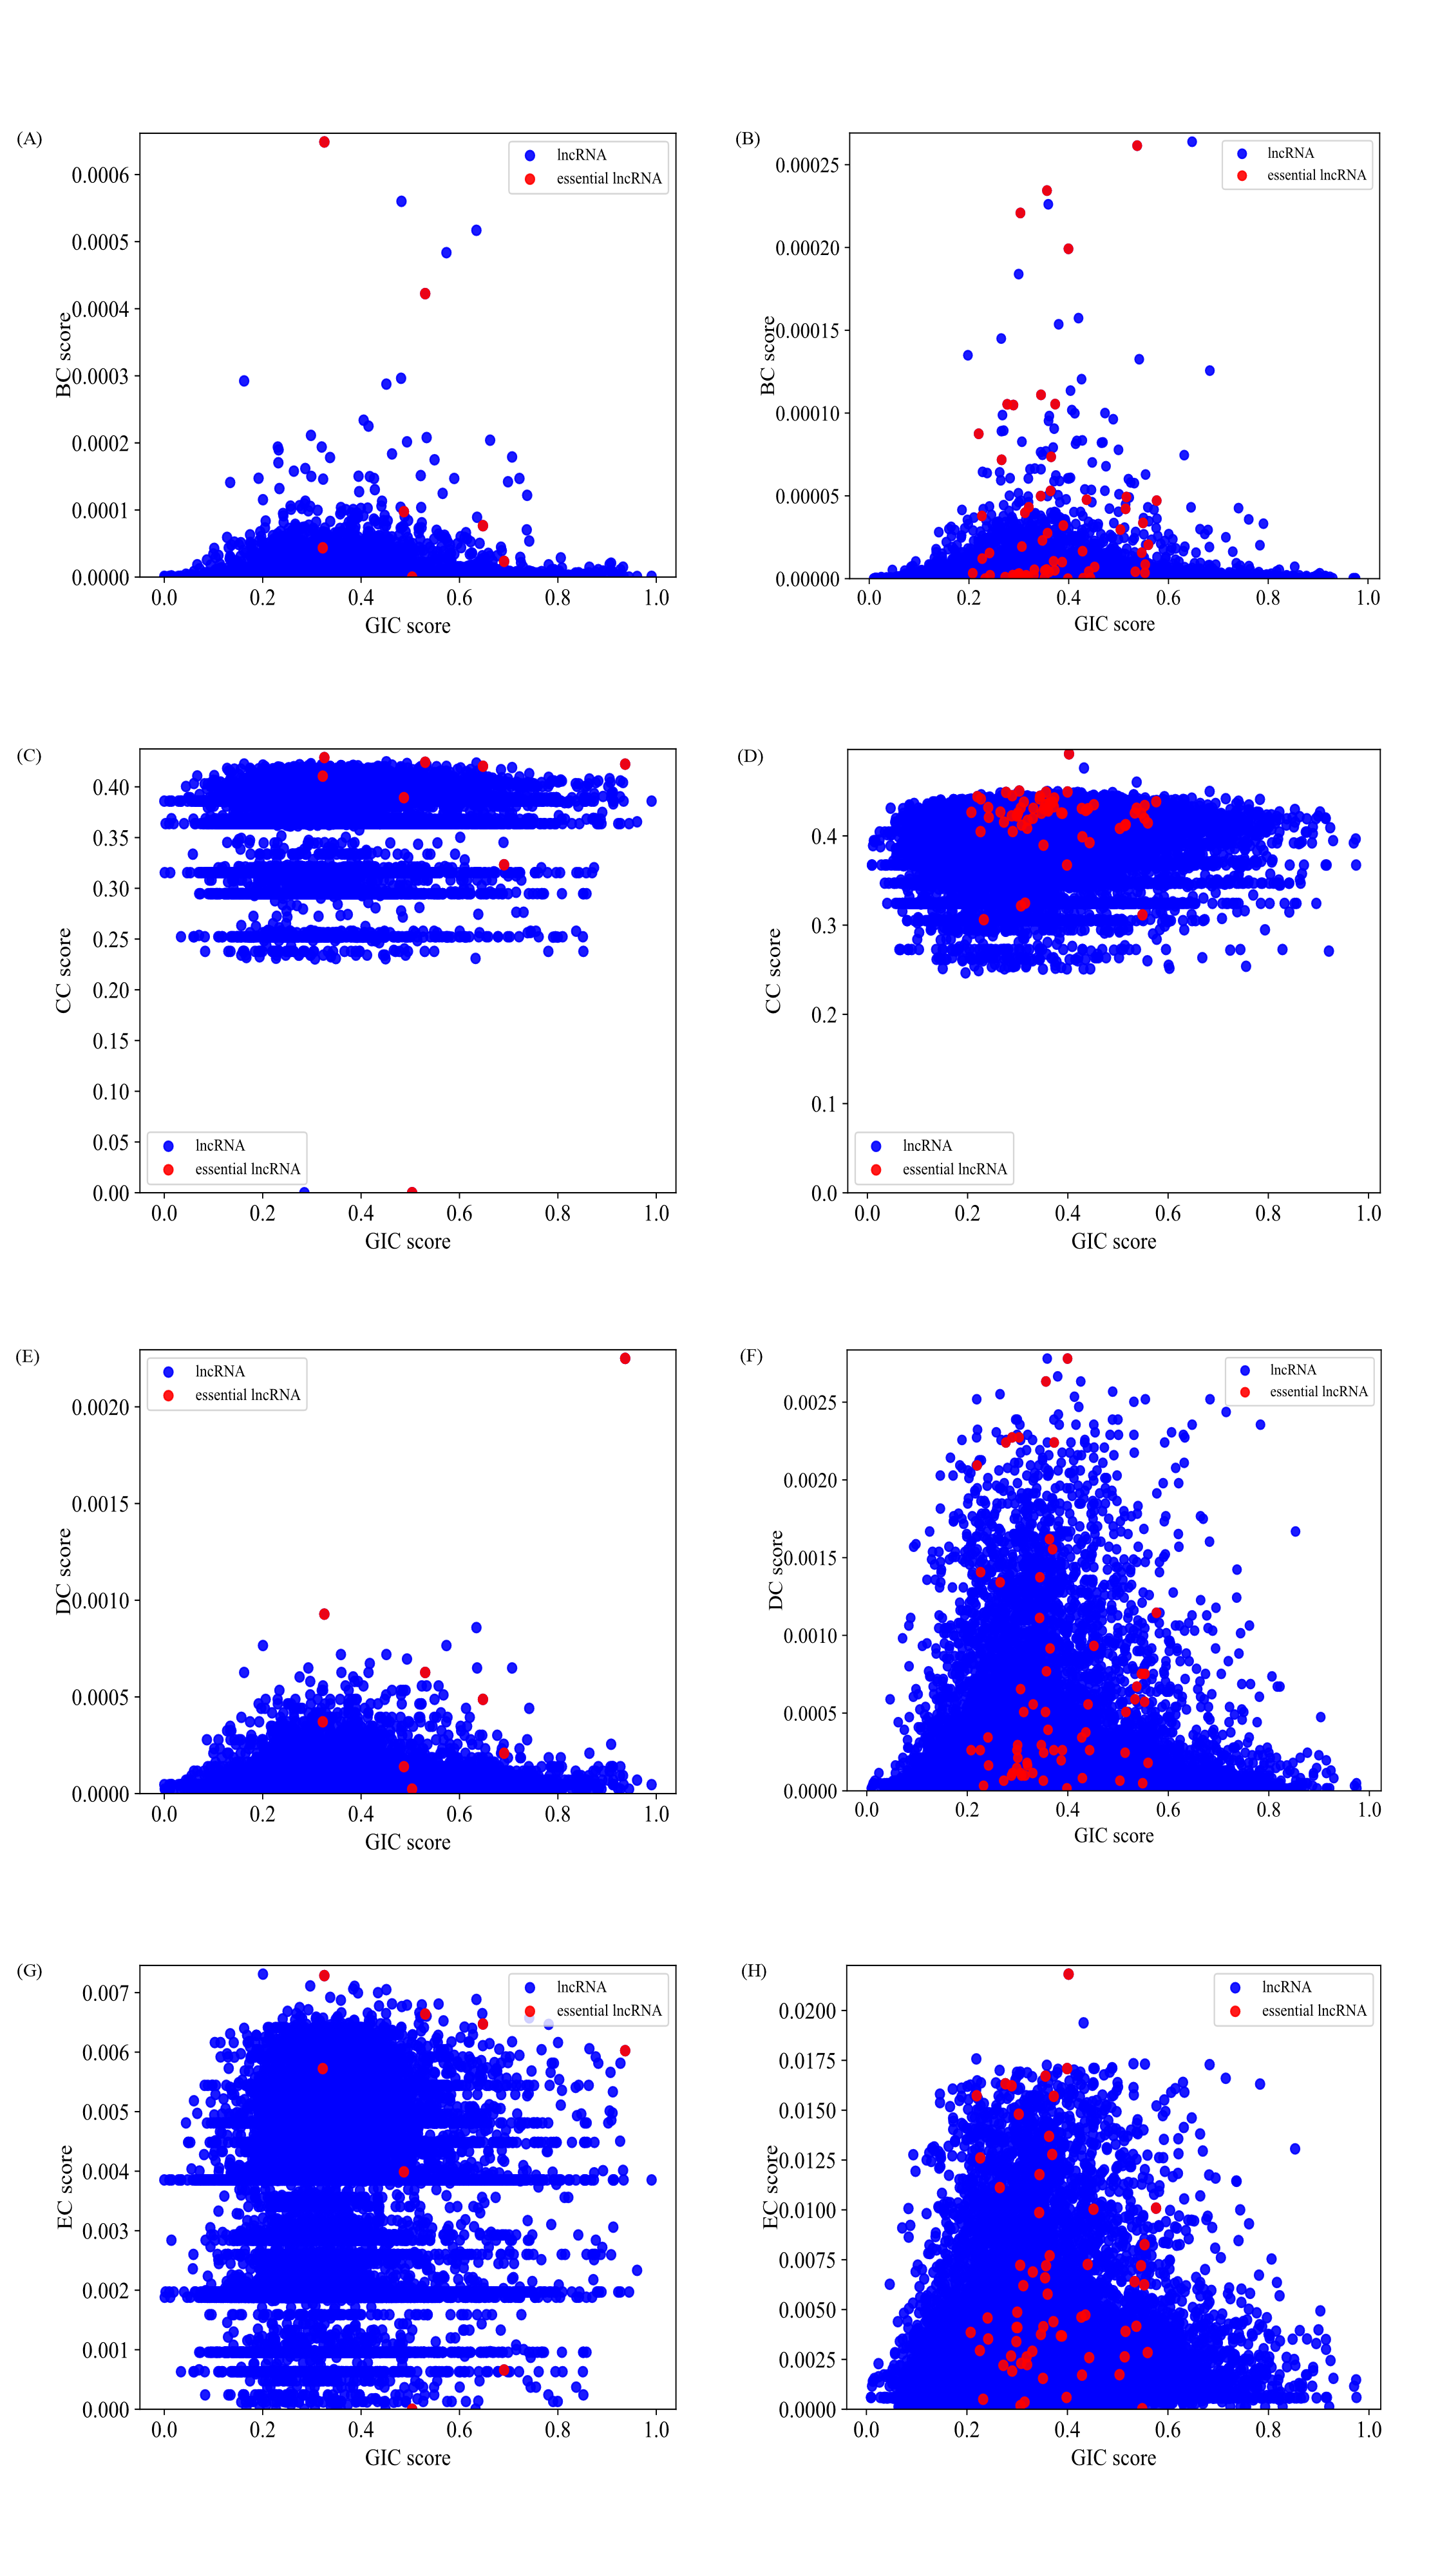 (A)
lncRNA
essential lncRNA
0.0006
0.0005
0.0004
0.0003
0.0002
0.0001
0.0000
BC score
0.0 0.2 0.4 0.6 0.8 1.0
GIC score
(B)
lncRNA
essential lncRNA
0.00025
0.00020
0.00015
0.00010
0.00005
0.00000
BC score
0.0 0.2 0.4 0.6 0.8 1.0
GIC score
(C)
0.40
0.35
0.30
0.25
0.20
0.15
0.10
0.05
0.00
CC score
lncRNA
essential lncRNA
0.0 0.2 0.4 0.6 0.8 1.0
GIC score
(D)
0.4
0.3
0.2
0.1
0.0
CC score
lncRNA
essential lncRNA
0.0 0.2 0.4 0.6 0.8 1.0
GIC score
(E)
lncRNA
essential lncRNA
0.0020
0.0015
0.0010
0.0005
0.0000
DC score
0.0 0.2 0.4 0.6 0.8 1.0
GIC score
(F)
lncRNA
essential lncRNA
0.0025
0.0020
0.0015
0.0010
0.0005
0.0000
DC score
0.0 0.2 0.4 0.6 0.8 1.0
GIC score
(G)
lncRNA
essential lncRNA
0.007
0.006
0.005
0.004
0.003
0.002
0.001
0.000
EC score
0.0 0.2 0.4 0.6 0.8 1.0
GIC score
(H)
lncRNA
essential lncRNA
0.0200
0.0175
0.0150
0.0125
0.0100
0.0075
0.0050
0.0025
0.0000
EC score
0.0 0.2 0.4 0.6 0.8 1.0
GIC score